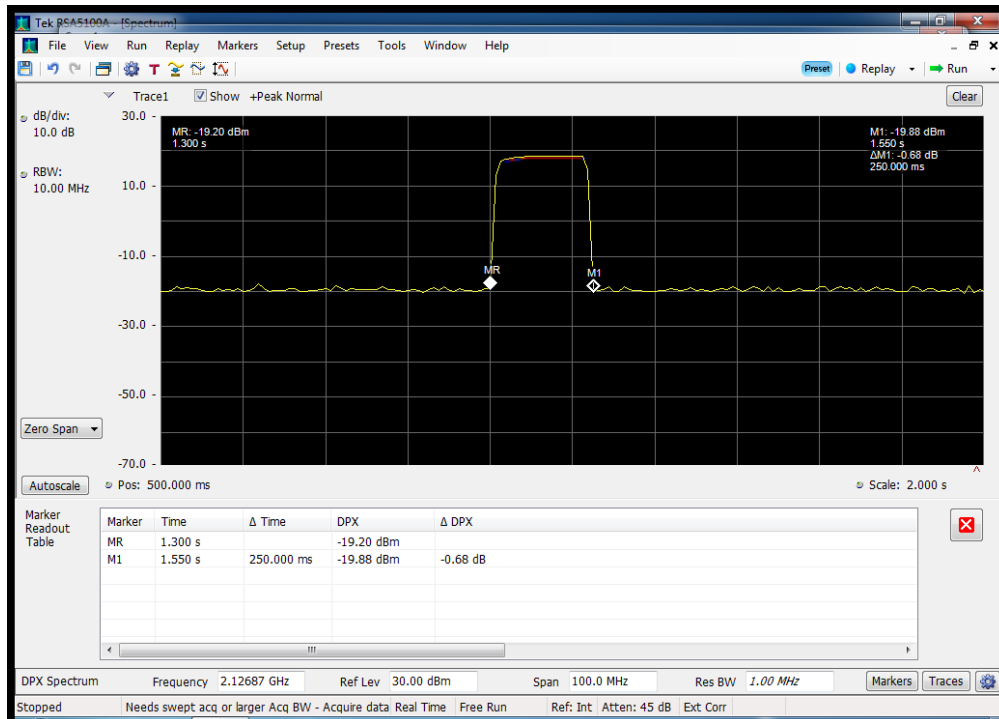 Tek RSA5100A - [Spectrum]
File View Run Replay Markers Setup Presets Tools Window Help
Preset Replay Run
Trace1 Show +Peak Normal Clear
dB/div:
10.0 dB
RBW:
10.00 MHz
30.0
10.0
-10.0
-30.0
-50.0
-70.0
MR: -19.20 dBm
1.300 s
M1: -19.88 dBm
1.550 s
ΔM1: -0.68 dB
250.000 ms
MR
M1
Zero Span
Autoscale Pos: 500.000 ms Scale: 2.000 s
Marker
Readout
Table
Marker Time Δ Time DPX Δ DPX
MR 1.300 s -19.20 dBm
M1 1.550 s 250.000 ms -19.88 dBm -0.68 dB
DPX Spectrum Frequency 2.12687 GHz Ref Lev 30.00 dBm Span 100.0 MHz Res BW 1.00 MHz Markers Traces
Stopped Needs swept acq or larger Acq BW - Acquire data Real Time Free Run Ref: Int Atten: 45 dB Ext Corr